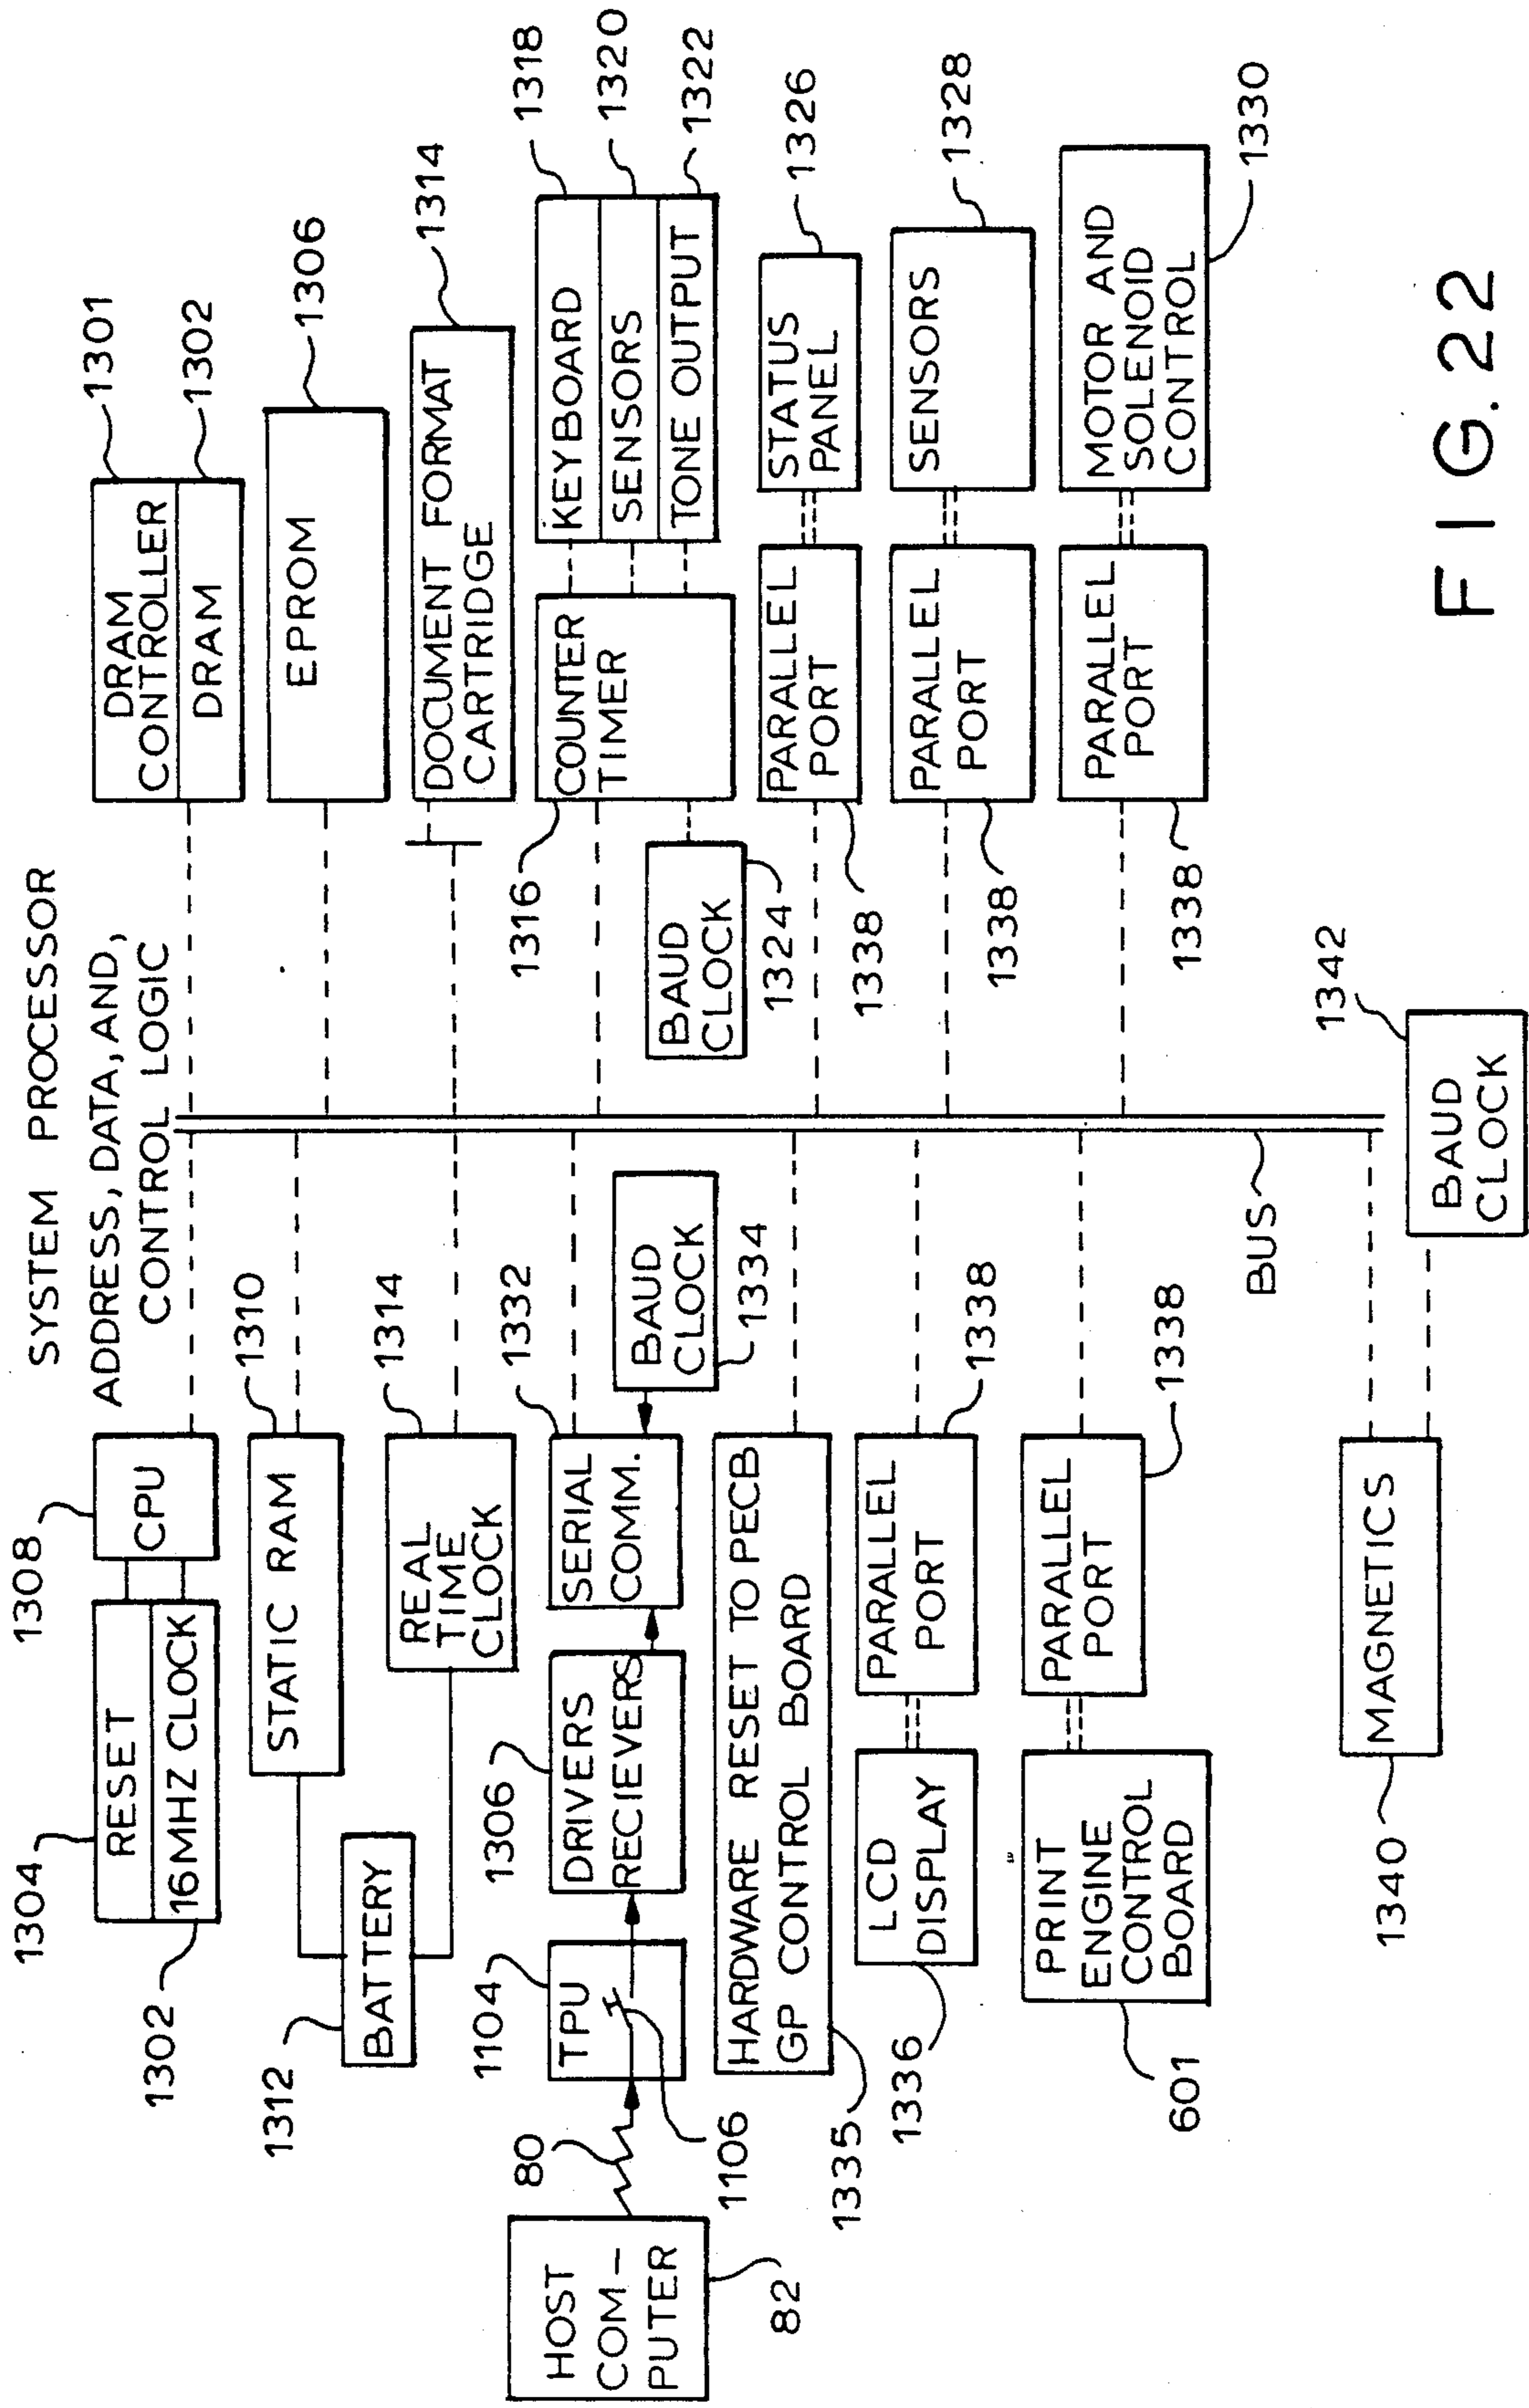 SYSTEM PROCESSOR
ADDRESS, DATA, AND,
CONTROL LOGIC
1304
RESET
16MHZ CLOCK
1302
1308
CPU
1310
STATIC RAM
1312
BATTERY
1314
REAL
TIME
CLOCK
HOST
COM-
PUTER
82
80
1104
TPU
1106
1306
DRIVERS
RECIEVERS
1332
SERIAL
COMM.
BAUD
CLOCK
1334
HARDWARE RESET TO PECB
GP CONTROL BOARD
1335
LCD
DISPLAY
1336
PARALLEL
PORT
1338
PRINT
ENGINE
CONTROL
BOARD
601
PARALLEL
PORT
1338
MAGNETICS
1340
BAUD
CLOCK
1342
BUS
DRAM
CONTROLLER
1301
DRAM
1302
EPROM
1306
DOCUMENT FORMAT
CARTRIDGE
1314
COUNTER
TIMER
1316
KEYBOARD
1318
SENSORS
1320
TONE OUTPUT
1322
BAUD
CLOCK
1324
PARALLEL
PORT
1338
STATUS
PANEL
1326
PARALLEL
PORT
1338
SENSORS
1328
PARALLEL
PORT
1338
MOTOR AND
SOLENOID
CONTROL
1330
FIG. 22